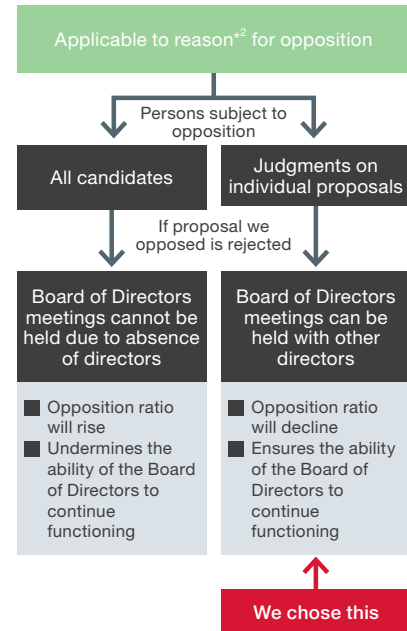 Applicable to reason*2 for opposition
Persons subject to
opposition
All candidates
Judgments on
individual proposals
If proposal we
opposed is rejected
Board of Directors
meetings cannot be
held due to absence
of directors
Board of Directors
meetings can be
held with other
directors
Opposition ratio
will rise
Undermines the
ability of the Board
of Directors to
continue
functioning
Opposition ratio
will decline
Ensures the ability
of the Board of
Directors to
continue
functioning
We chose this